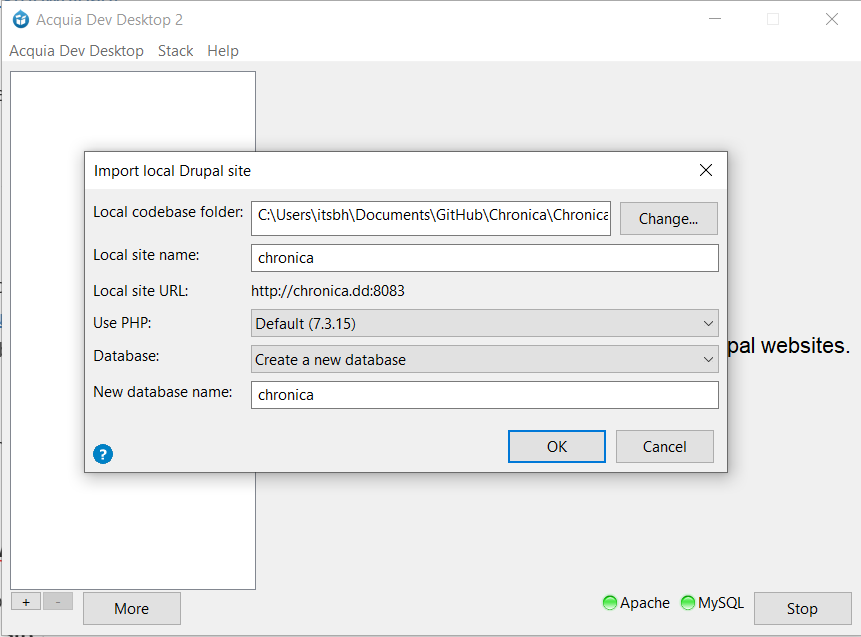 Acquia Dev Desktop 2
Acquia Dev Desktop Stack Help
Import local Drupal site
Local codebase folder: C:\Users\itsbh\Documents\GitHub\Chronica\Chronica Change...
Local site name: chronica
Local site URL: http://chronica.dd:8083
Use PHP: Default (7.3.15)
pal websites.
Database: Create a new database
New database name: chronica
? OK Cancel
+ - More Apache MySQL Stop